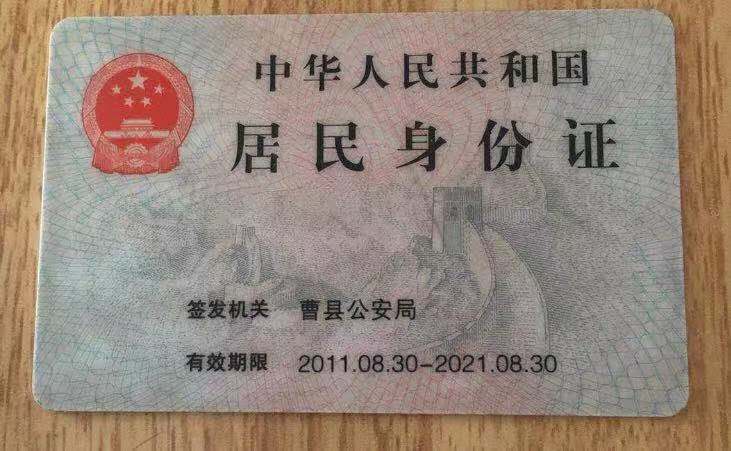 中华人民共和国
居民身份证
签发机关 曹县公安局
有效期限 2011.08.30-2021.08.30